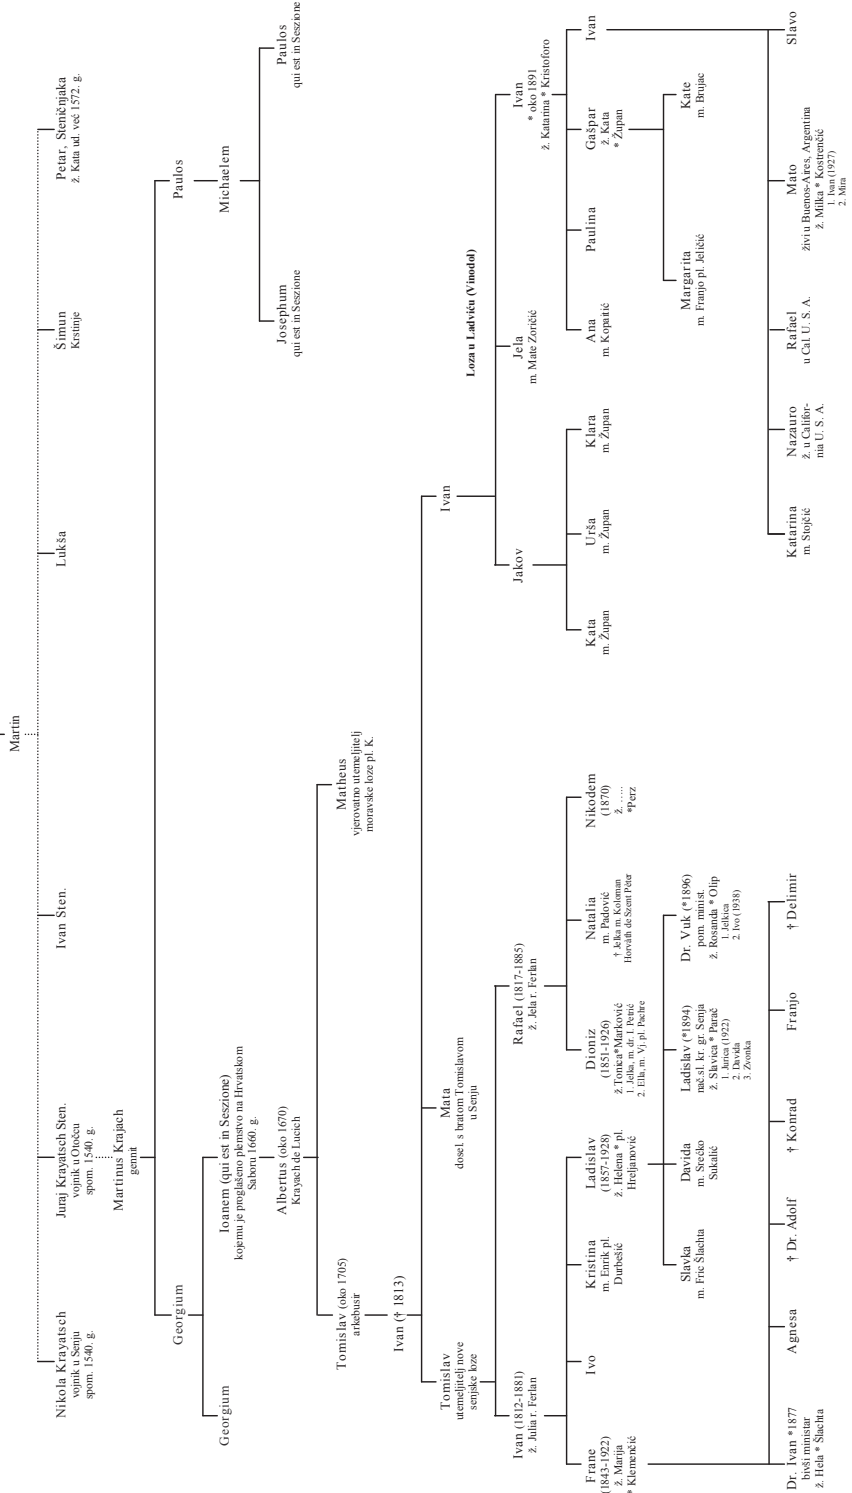 Martin
Nikola Krayatsch
vojnik u Senju
spom. 1540. g.
Juraj Krayatsch Sten.
vojnik u Otočcu
spom. 1540. g.
Ivan Sten.
Lukša
Šimun
Krstinje
Petar, Steničnjaka
ž. Kata ud. već 1572. g.
Martinus Krajach
gennit
Georgium
Paulos
Georgium
Ioanem (qui est in Seszione)
kojemu je proglašeno plemstvo na Hrvatskom
Saboru 1660. g.
Michaelem
Albertus (oko 1670)
Krayach de Lucich
Josephum
qui est in Seszione
Paulos
qui est in Seszione
Tomislav (oko 1705)
arkebusir
Matheus
vjerovatno utemeljitelj
moravske loze pl. K.
Ivan († 1813)
Tomislav
utemeljitelj nove
senjske loze
Mata
dosel. s bratom Tomislavom
u Senju
Ivan
Loza u Ladviću (Vinodol)
Ivan (1812-1881)
ž. Julia r. Ferlan
Rafael (1817-1885)
ž. Jela r. Ferlan
Jakov
Jela
m. Mate Zoričić
Ivan
* oko 1891
ž. Katarina * Kristoforo
Frane
(1843-1922)
ž. Marija
* Klemenčić
Ivo
Kristina
m. Enrik pl.
Durbešić
Ladislav
(1857-1928)
ž. Helena * pl.
Hreljanović
Dioniz
(1851-1926)
ž.Tonica*Marković
1. Jelka, m. dr. I. Petrić
2. Ella, m. Vj. pl. Pachre
Natalia
m. Padović
† Jelka m. Koloman
Horváth de Szent Péter
Nikodem
(1870)
ž. .....
*Perz
Kata
m. Župan
Urša
m. Župan
Klara
m. Župan
Ana
m. Kopaitić
Paulina
Gašpar
ž. Kata
* Župan
Ivan
Slavka
m. Fric Šlachta
Davida
m. Srećko
Sukalić
Ladislav (*1894)
nač.sl. kr. gr. Senja
ž. Slavica * Parač
1. Jurica (1922)
2. Davida
3. Zvonka
Dr. Vuk (*1896)
pom. minist.
ž. Rosanda * Olip
1. Jelkica
2. Ivo (1938)
Margarita
m. Franjo pl. Jeličić
Kate
m. Brujac
Dr. Ivan *1877
bivši ministar
ž. Hela * Šlachta
Agnesa
† Dr. Adolf
† Konrad
Franjo
† Delimir
Katarina
m. Stojčić
Nazauro
ž. u Califor-
nia U. S. A.
Rafael
u Cal. U. S. A.
Mato
živi u Buenos-Aires, Argentina
ž. Milka * Kostrenčić
1. Ivan (1927)
2. Mira
Slavo